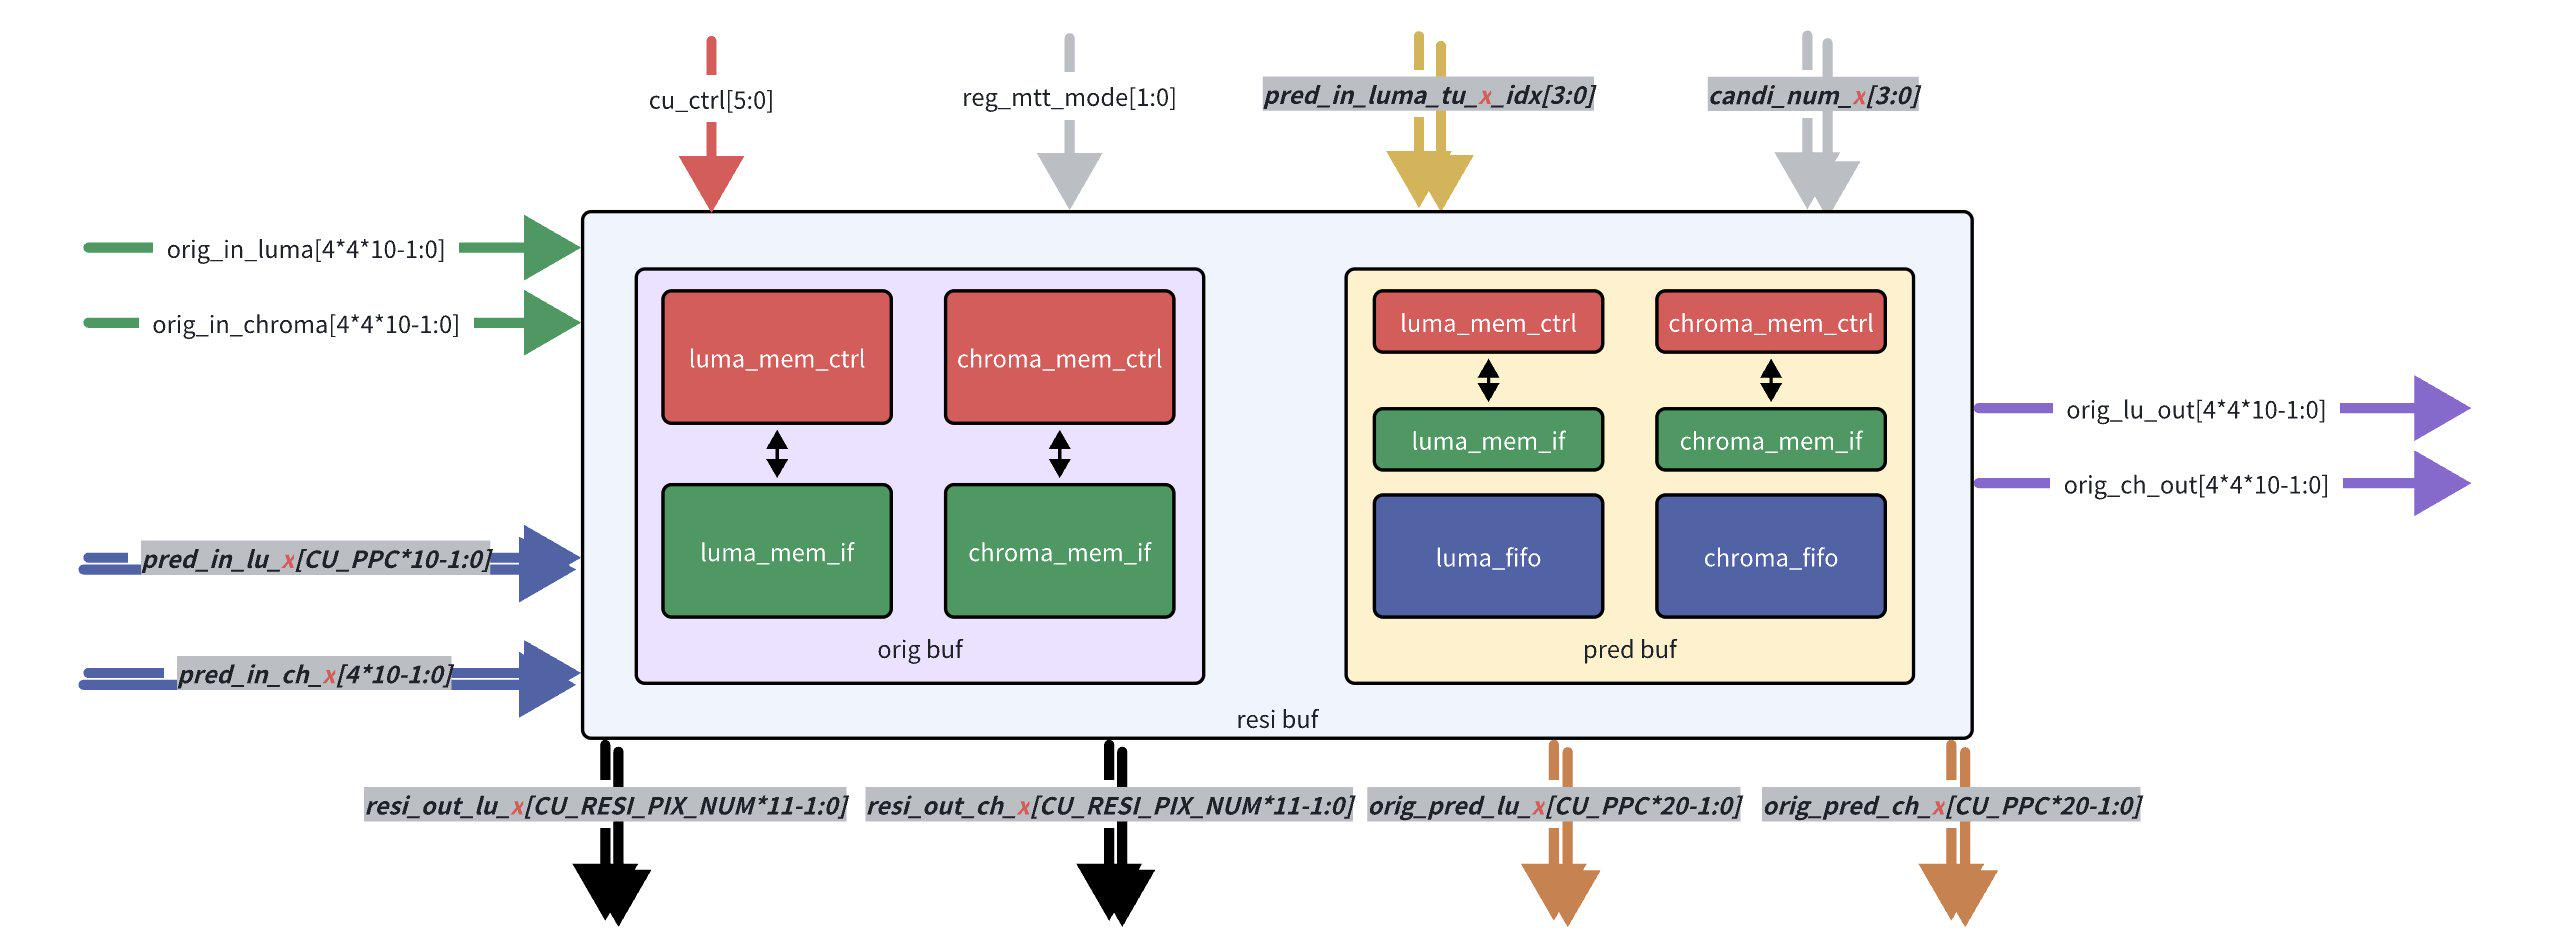 cu_ctrl[5:0]
reg_mtt_mode[1:0]
pred_in_luma_tu_x_idx[3:0]
candi_num_x[3:0]
orig_in_luma[4*4*10-1:0]
orig_in_chroma[4*4*10-1:0]
pred_in_lu_x[CU_PPC*10-1:0]
pred_in_ch_x[4*10-1:0]
luma_mem_ctrl
chroma_mem_ctrl
luma_mem_if
chroma_mem_if
orig buf
luma_mem_ctrl
chroma_mem_ctrl
luma_mem_if
chroma_mem_if
luma_fifo
chroma_fifo
pred buf
resi buf
orig_lu_out[4*4*10-1:0]
orig_ch_out[4*4*10-1:0]
resi_out_lu_x[CU_RESI_PIX_NUM*11-1:0]
resi_out_ch_x[CU_RESI_PIX_NUM*11-1:0]
orig_pred_lu_x[CU_PPC*20-1:0]
orig_pred_ch_x[CU_PPC*20-1:0]